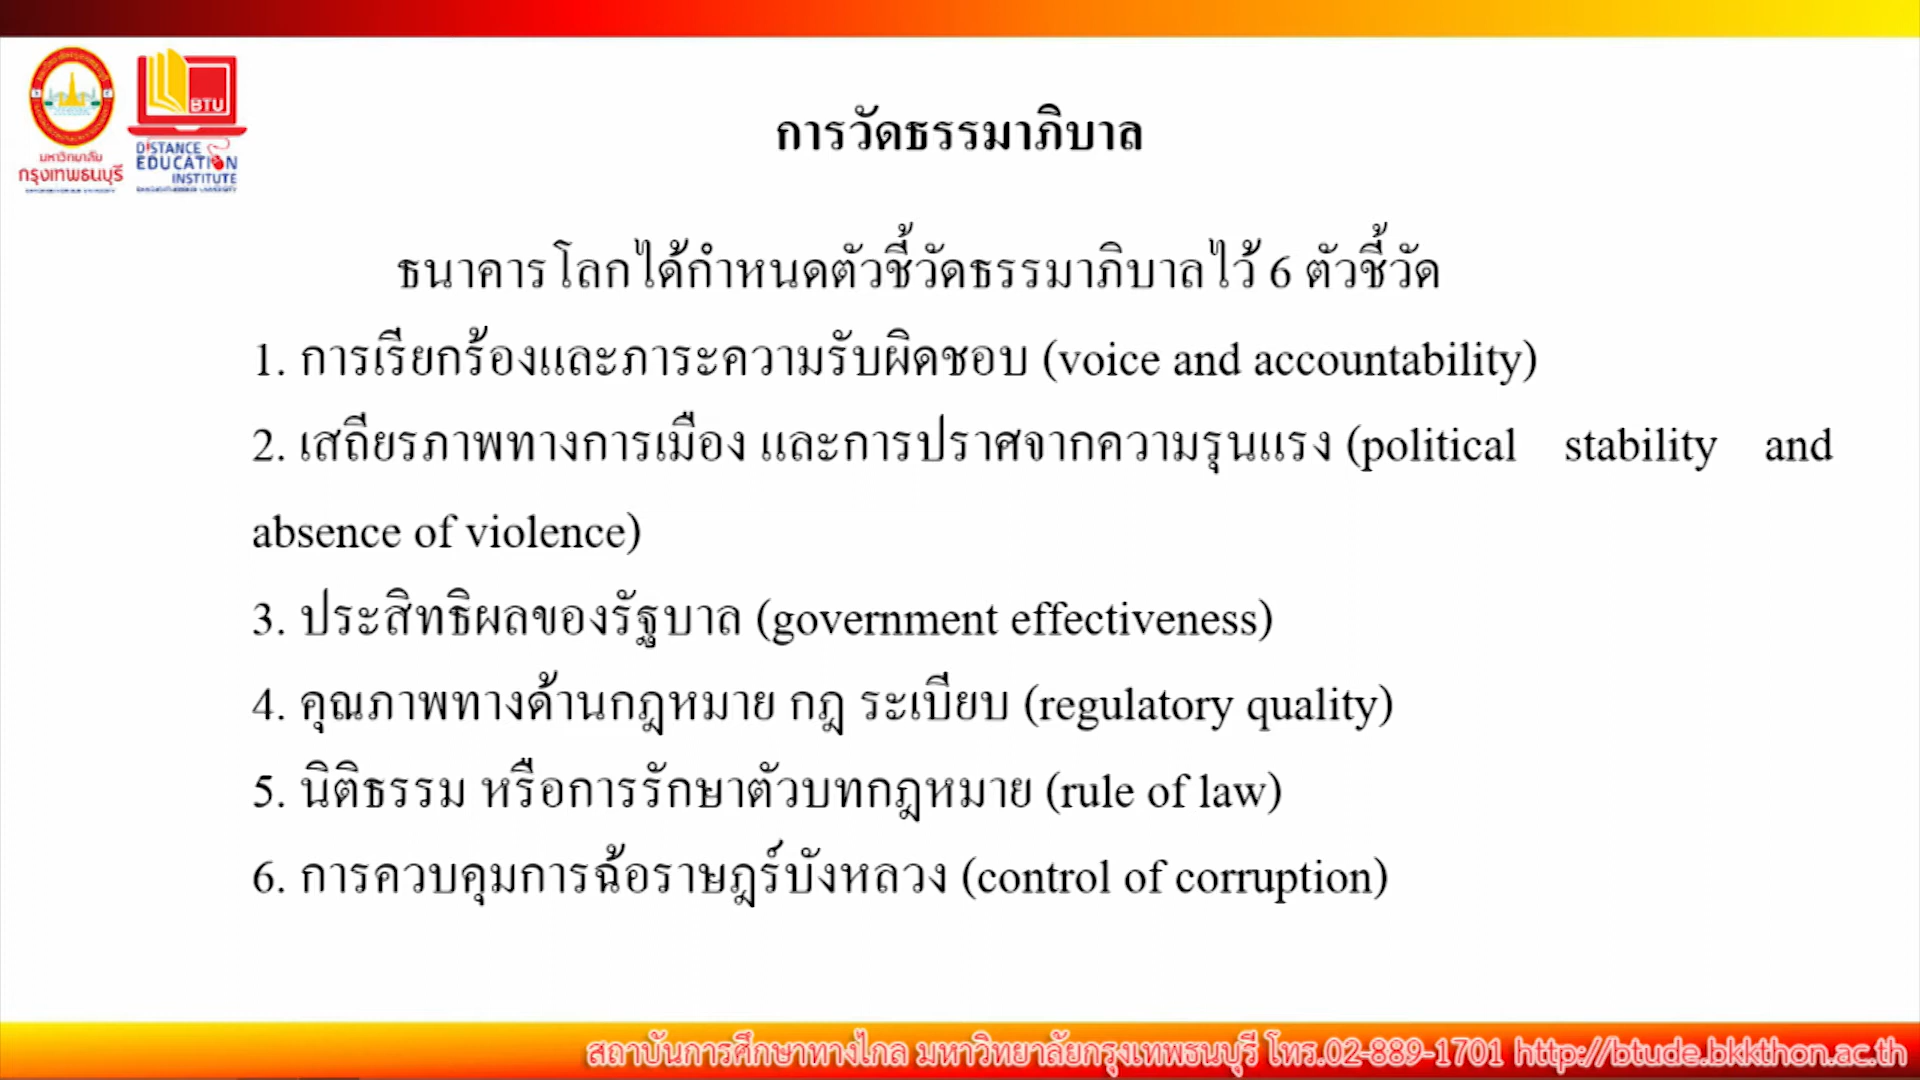 มหาวิทยาลัย
กรุงเทพธนบุรี
BTU
DISTANCE
EDUCATION
INSTITUTE
การวัดธรรมาภิบาล
ธนาคารโลกได้กำหนดตัวชี้วัดธรรมาภิบาลไว้ 6 ตัวชี้วัด
1. การเรียกร้องและภาระความรับผิดชอบ (voice and accountability)
2. เสถียรภาพทางการเมือง และการปราศจากความรุนแรง (political stability and
absence of violence)
3. ประสิทธิผลของรัฐบาล (government effectiveness)
4. คุณภาพทางด้านกฎหมาย กฎ ระเบียบ (regulatory quality)
5. นิติธรรม หรือการรักษาตัวบทกฎหมาย (rule of law)
6. การควบคุมการฉ้อราษฎร์บังหลวง (control of corruption)
สถาบันการศึกษาทางไกล มหาวิทยาลัยกรุงเทพธนบุรี โทร.02-889-1701 http://btude.bkkthon.ac.th